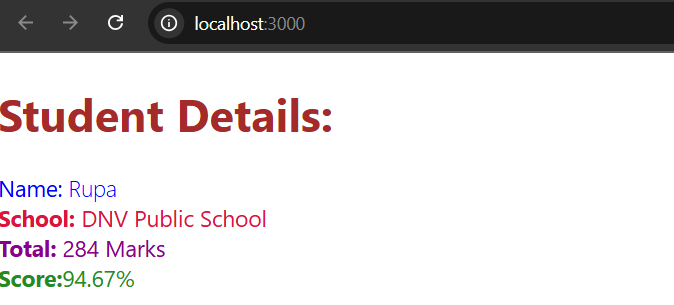 localhost:3000
Student Details:
Name: Rupa
School: DNV Public School
Total: 284 Marks
Score:94.67%